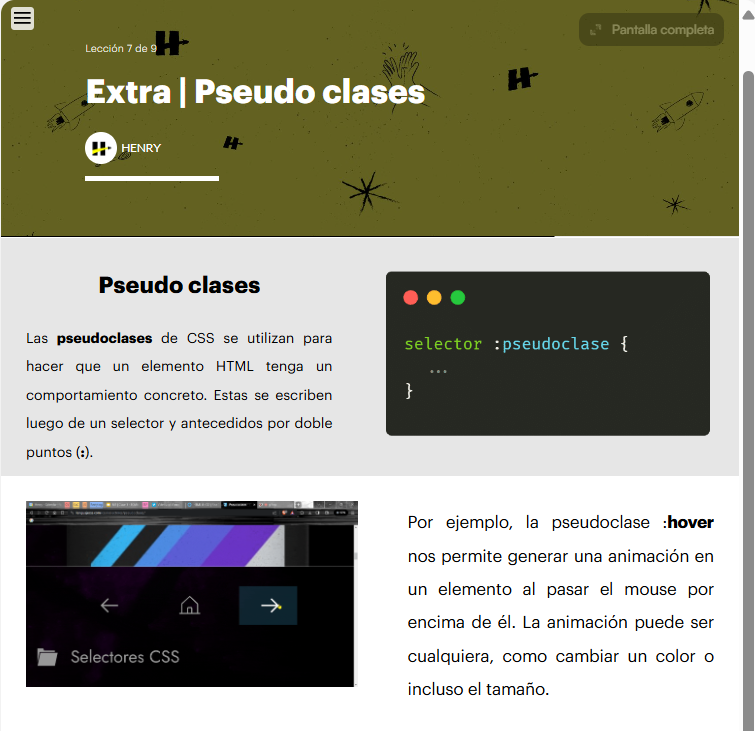 Pantalla completa
Lección 7 de 9
Extra | Pseudo clases
HENRY
Pseudo clases
Las pseudoclases de CSS se utilizan para
hacer que un elemento HTML tenga un
comportamiento concreto. Estas se escriben
luego de un selector y antecedidos por doble
puntos (:).
selector :pseudoclase {
...
}
Selectores CSS
Por ejemplo, la pseudoclase :hover
nos permite generar una animación en
un elemento al pasar el mouse por
encima de él. La animación puede ser
cualquiera, como cambiar un color o
incluso el tamaño.